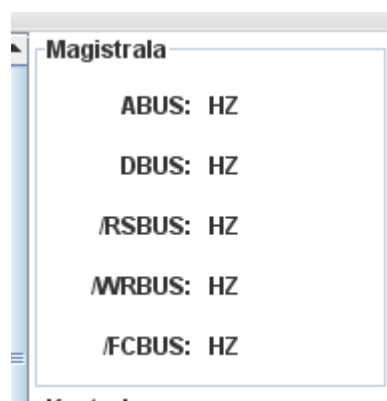 Magistrala
ABUS: HZ
DBUS: HZ
/RSBUS: HZ
/WRBUS: HZ
/FCBUS: HZ